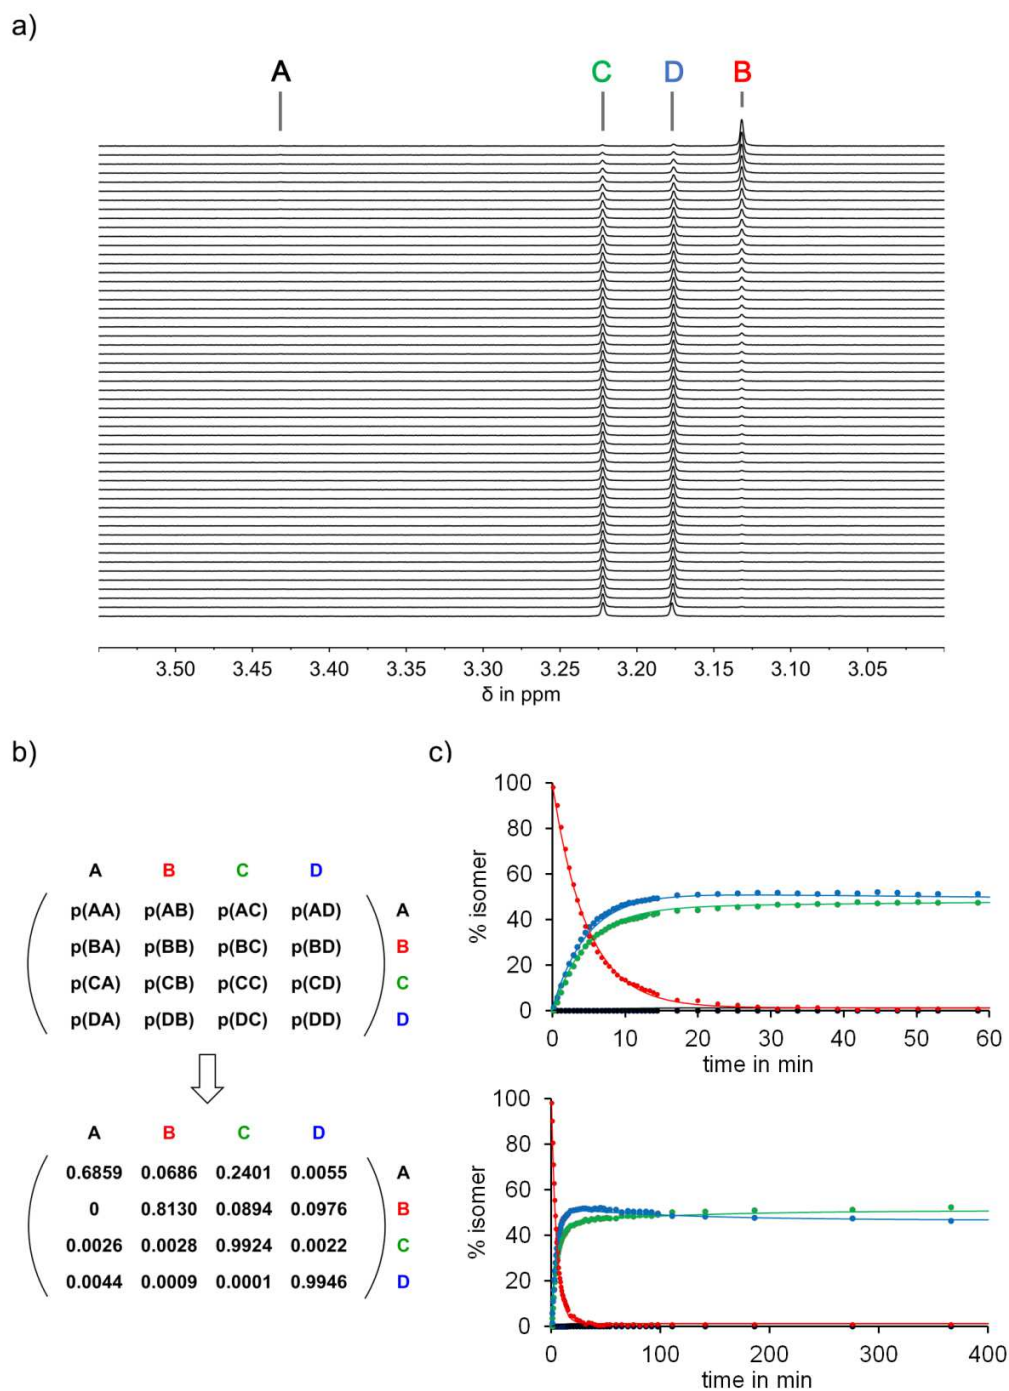 a)
A C D B
3.50 3.45 3.40 3.35 3.30 3.25 3.20 3.15 3.10 3.05
δ in ppm
b)
A B C D
p(AA) p(AB) p(AC) p(AD) A
p(BA) p(BB) p(BC) p(BD) B
p(CA) p(CB) p(CC) p(CD) C
p(DA) p(DB) p(DC) p(DD) D
A B C D
0.6859 0.0686 0.2401 0.0055 A
0 0.8130 0.0894 0.0976 B
0.0026 0.0028 0.9924 0.0022 C
0.0044 0.0009 0.0001 0.9946 D
c)
100
80
60
40
20
0
% isomer
0 10 20 30 40 50 60
time in min
100
80
60
40
20
0
% isomer
0 100 200 300 400
time in min